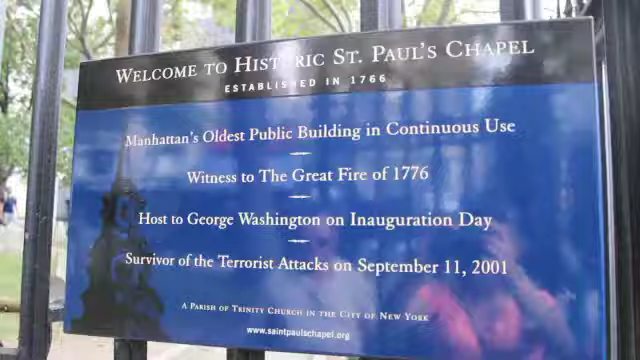 WELCOME TO HISTORIC ST. PAUL'S CHAPEL
ESTABLISHED IN 1766
Manhattan's Oldest Public Building in Continuous Use
Witness to The Great Fire of 1776
Host to George Washington on Inauguration Day
Survivor of the Terrorist Attacks on September 11, 2001
A PARISH OF TRINITY CHURCH IN THE CITY OF NEW YORK
www.saintpaulschapel.org